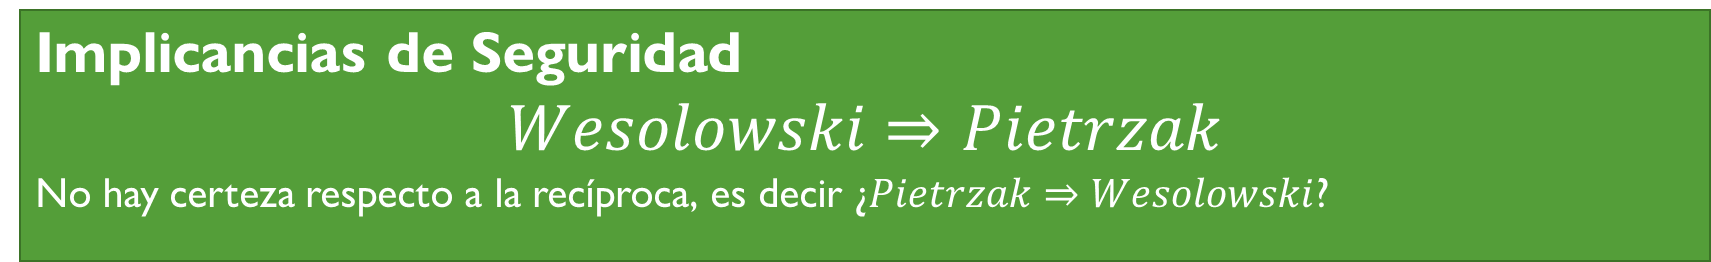 Implicancias de Seguridad
Wesolowski ⇒ Pietrzak
No hay certeza respecto a la recíproca, es decir ¿Pietrzak ⇒ Wesolowski?